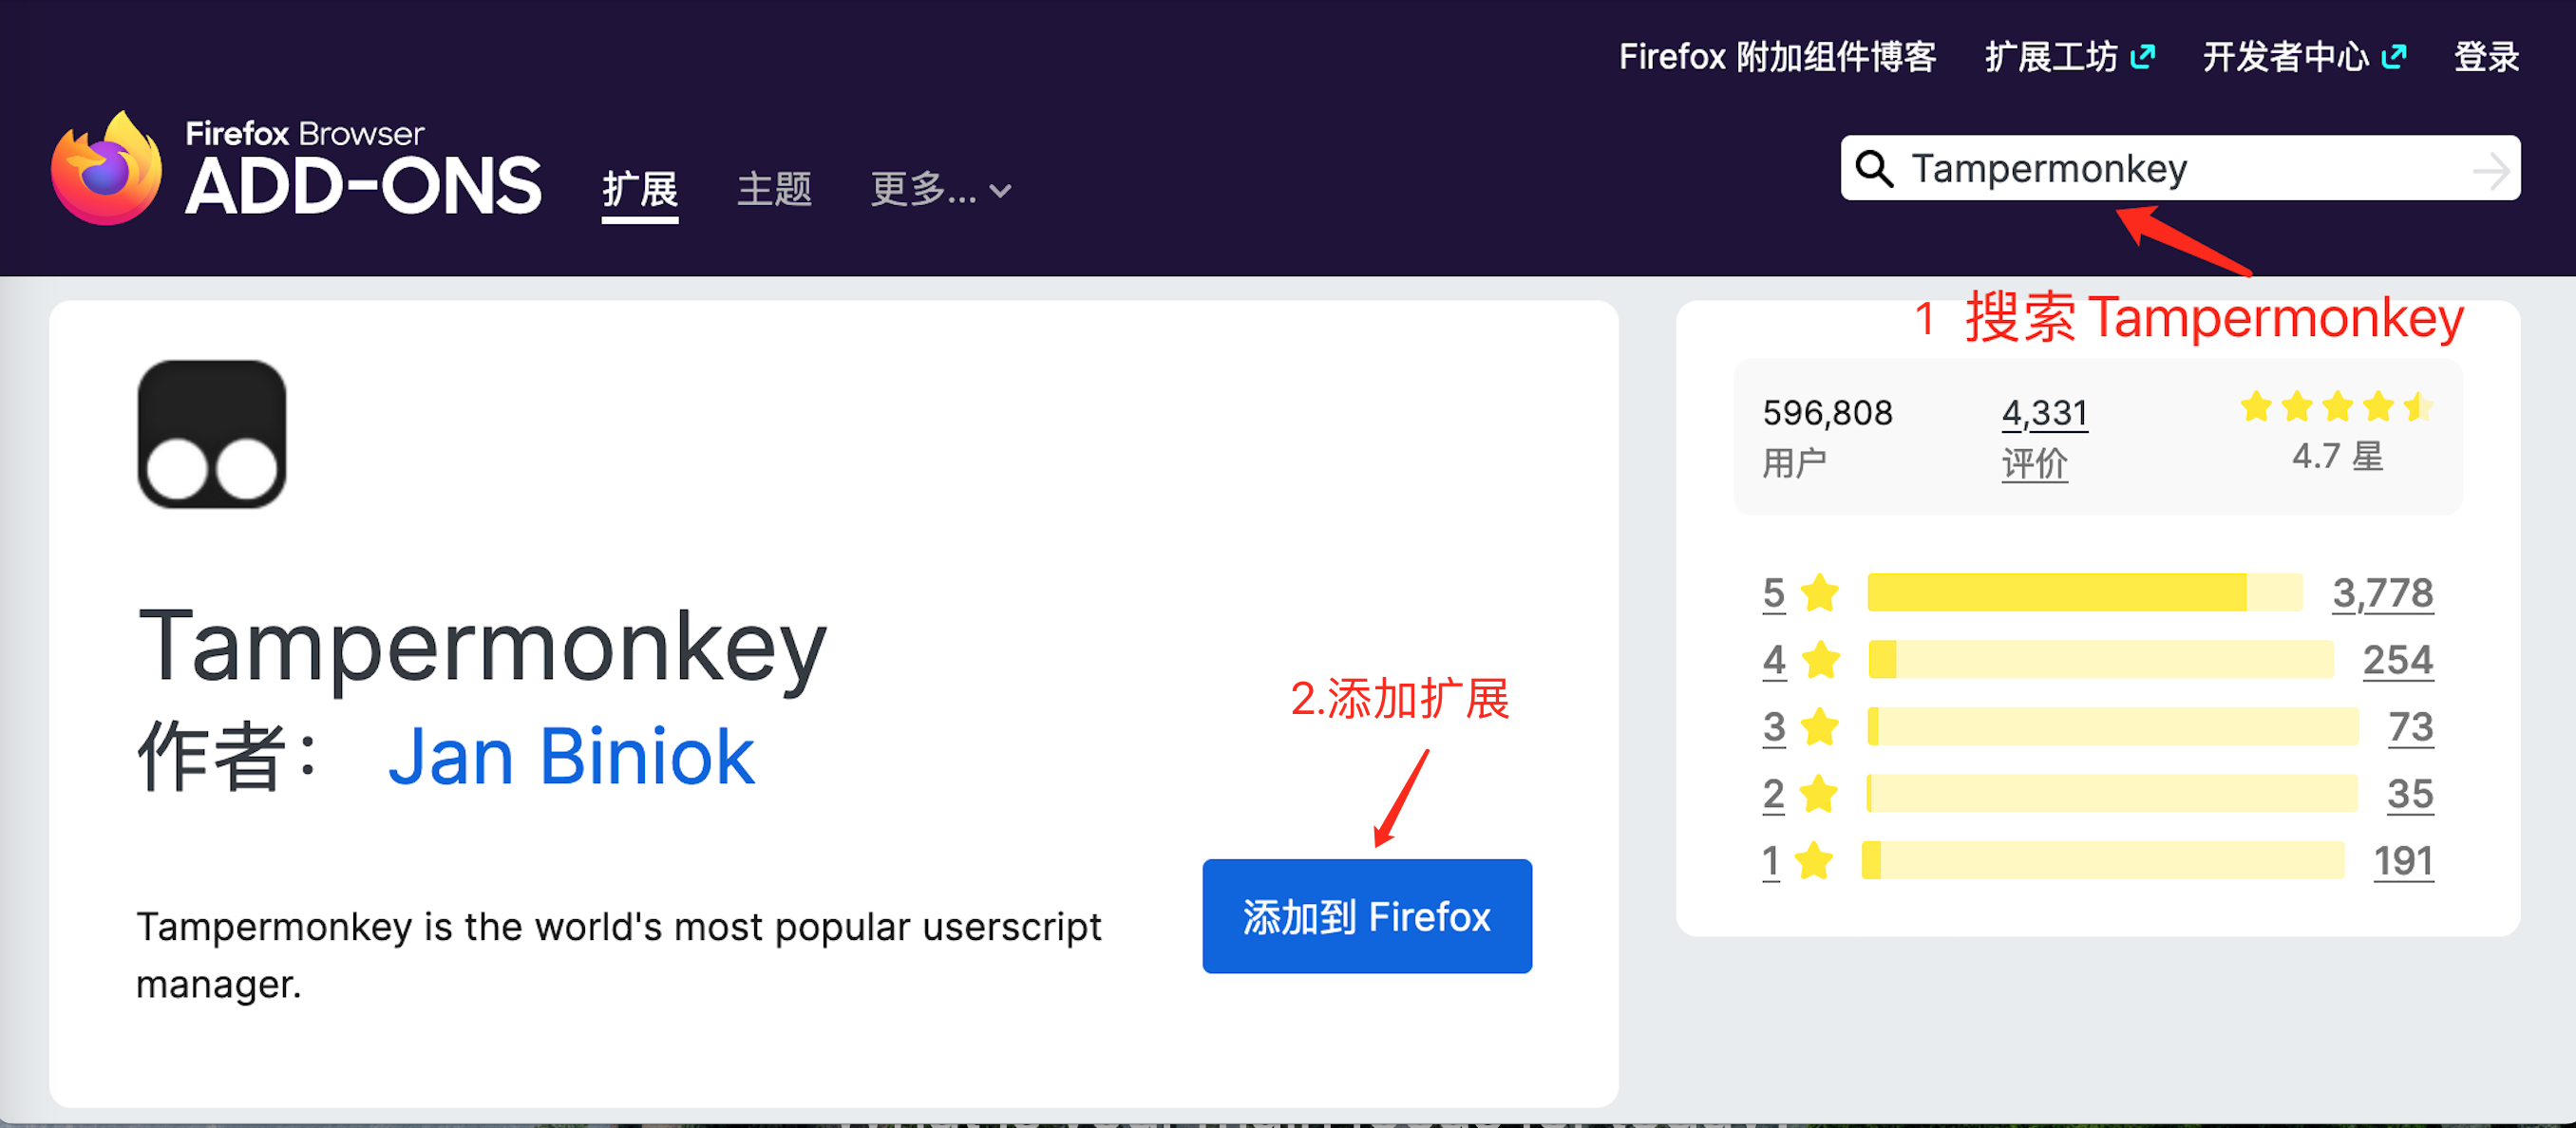 Firefox 附加组件博客 扩展工坊 开发者中心 登录
Firefox Browser
ADD-ONS
扩展 主题 更多...
Tampermonkey
1 搜索 Tampermonkey
596,808 4,331
用户 评价 4.7 星
Tampermonkey
作者： Jan Biniok
2.添加扩展
Tampermonkey is the world's most popular userscript
manager.
添加到 Firefox
5 3,778
4 254
3 73
2 35
1 191